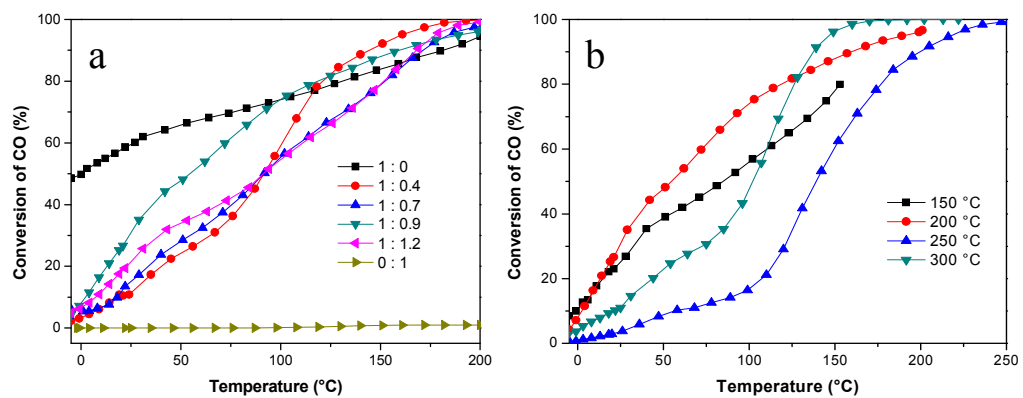 a
Conversion of CO (%)
100
80
60
40
20
0
1 : 0
1 : 0.4
1 : 0.7
1 : 0.9
1 : 1.2
0 : 1
0 50 100 150 200
Temperature (°C)
b
Conversion of CO (%)
100
80
60
40
20
0
150 °C
200 °C
250 °C
300 °C
0 50 100 150 200 250
Temperature (°C)